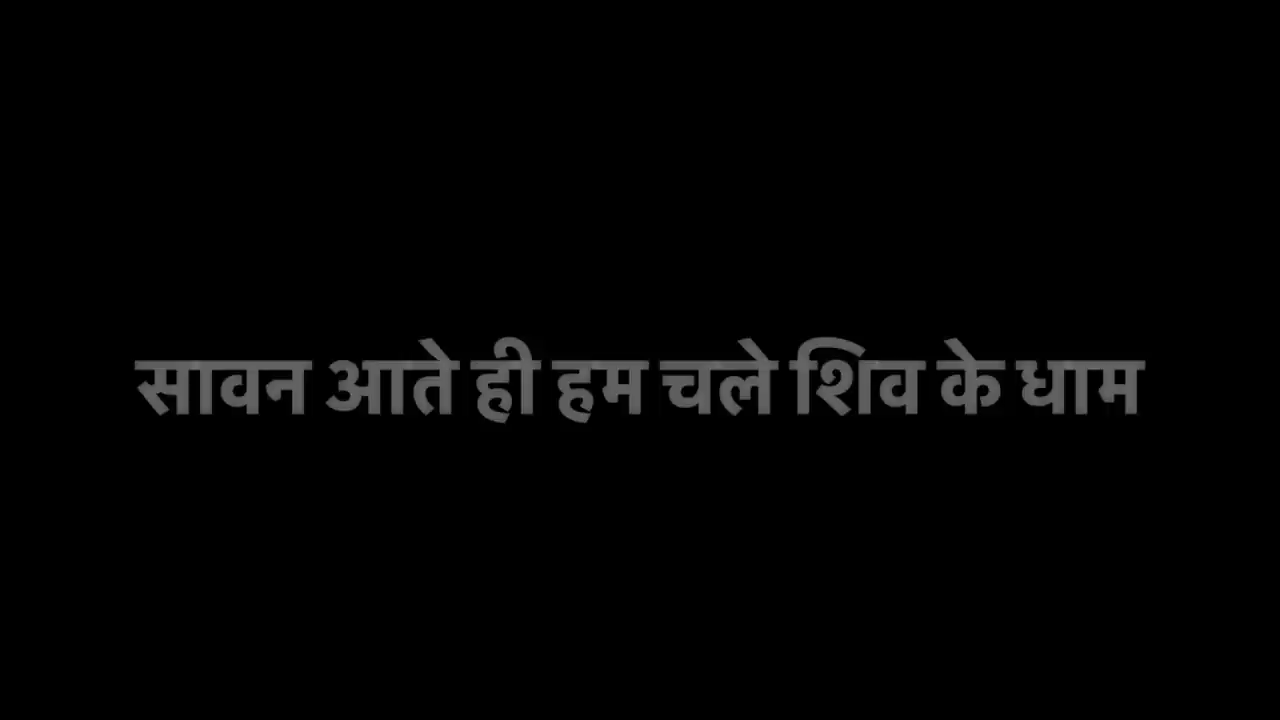 सावन आते ही हम चले शिव के धाम